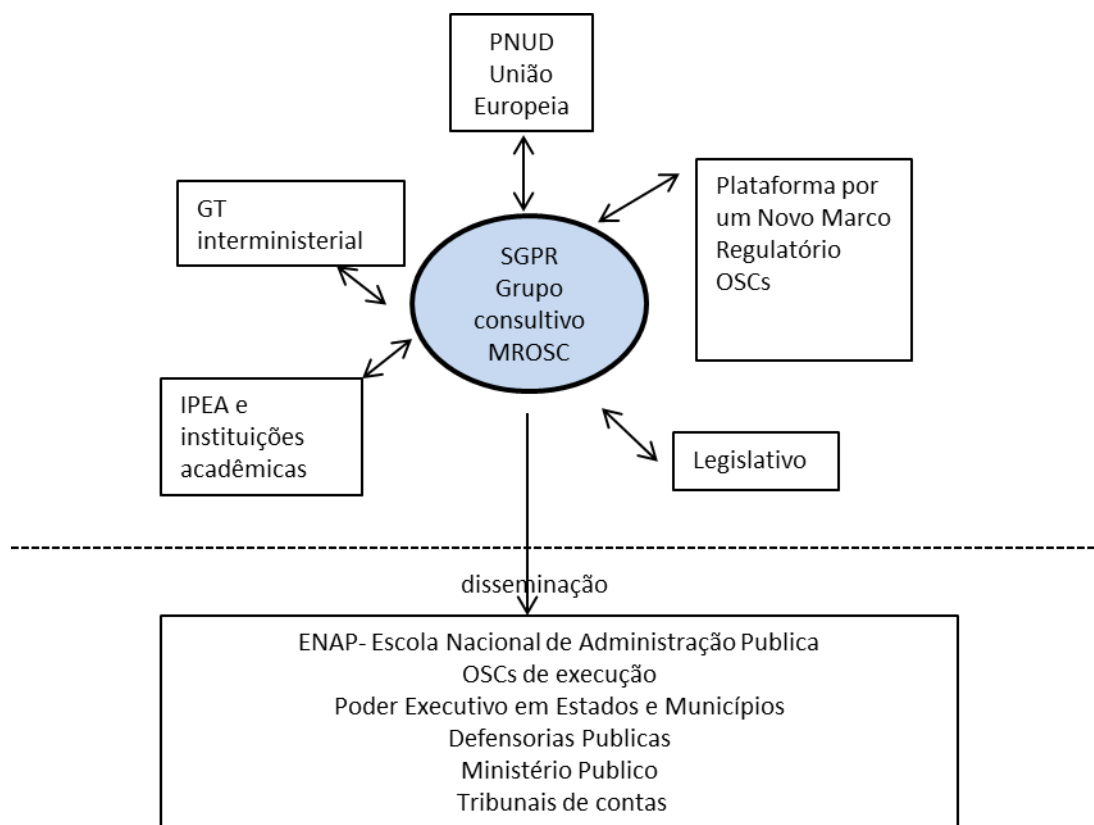 PNUD
União
Europeia
GT
interministerial
Plataforma por
um Novo Marco
Regulatório
OSCs
SGPR
Grupo
consultivo
MROSC
IPEA e
instituições
acadêmicas
Legislativo
disseminação
ENAP- Escola Nacional de Administração Publica
OSCs de execução
Poder Executivo em Estados e Municípios
Defensorias Publicas
Ministério Publico
Tribunais de contas